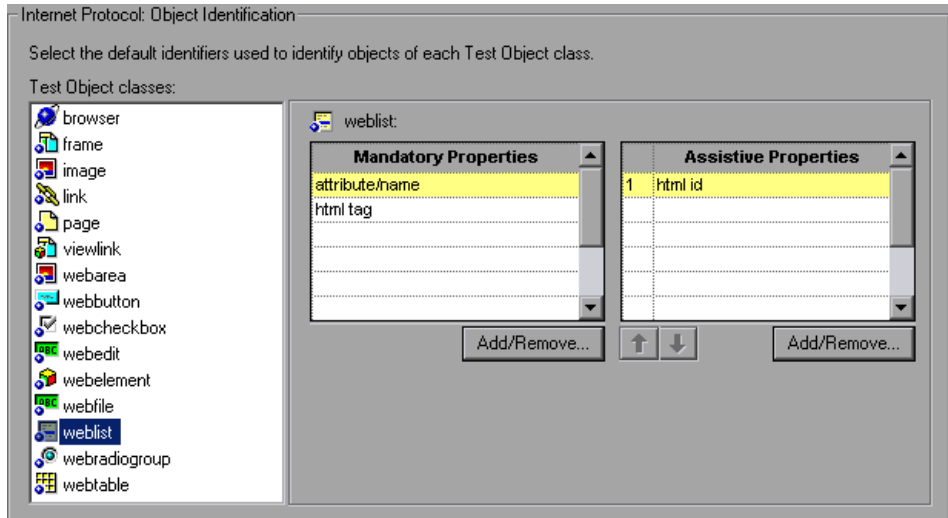 Internet Protocol: Object Identification
Select the default identifiers used to identify objects of each Test Object class.
Test Object classes:
browser
frame
image
link
page
viewlink
webarea
webbutton
webcheckbox
webedit
webelement
webfile
weblist
webradiogroup
webtable
weblist:
Mandatory Properties
attribute/name
html tag
Add/Remove...
Assistive Properties
1 html id
Add/Remove...